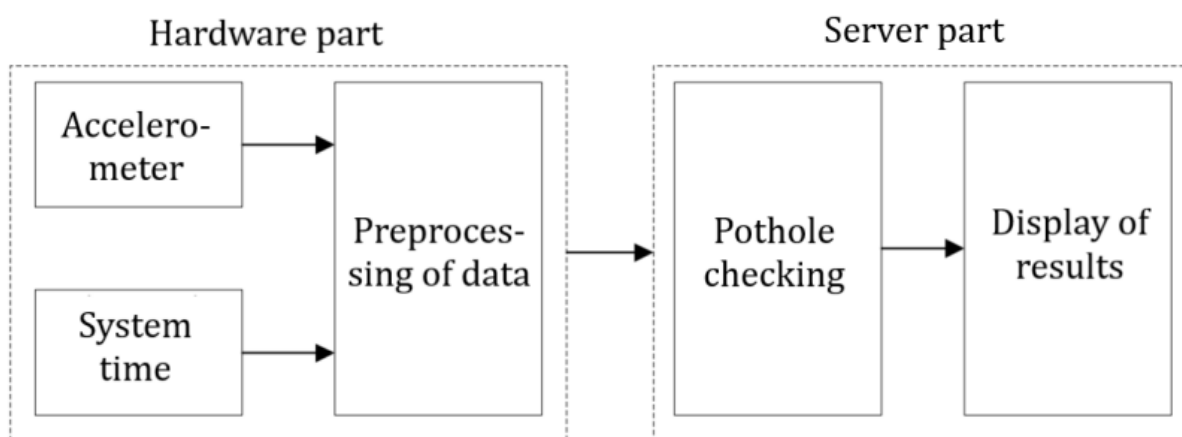 Hardware part
Server part
Accelero-
meter
System
time
Preproces-
sing of data
Pothole
checking
Display of
results